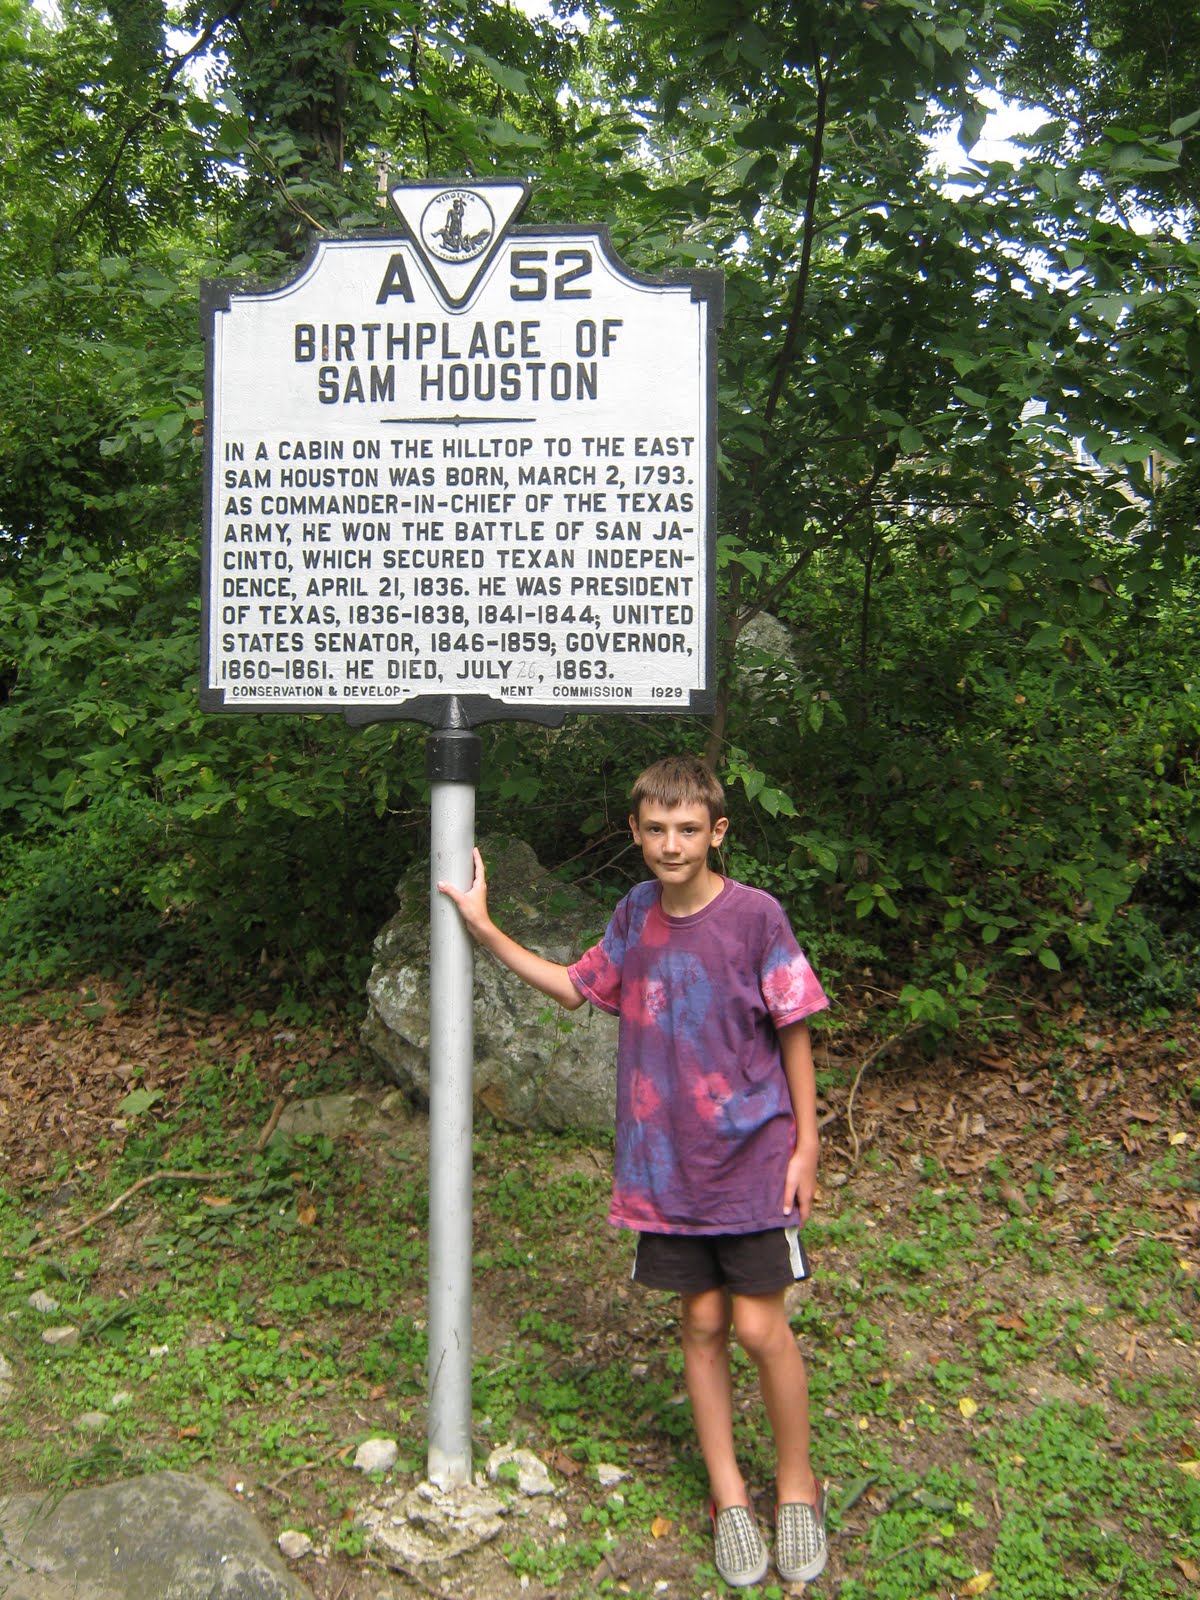 VIRGINIA
A 52
BIRTHPLACE OF
SAM HOUSTON
IN A CABIN ON THE HILLTOP TO THE EAST
SAM HOUSTON WAS BORN, MARCH 2, 1793.
AS COMMANDER-IN-CHIEF OF THE TEXAS
ARMY, HE WON THE BATTLE OF SAN JA-
CINTO, WHICH SECURED TEXAN INDEPEN-
DENCE, APRIL 21, 1836. HE WAS PRESIDENT
OF TEXAS, 1836-1838, 1841-1844; UNITED
STATES SENATOR, 1846-1859; GOVERNOR,
1860-1861. HE DIED, JULY 26, 1863.
CONSERVATION & DEVELOP- MENT COMMISSION 1929